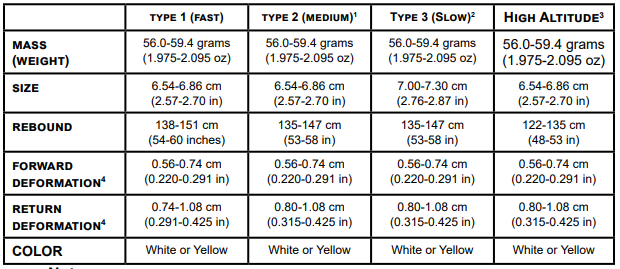 TYPE 1 (FAST) TYPE 2 (MEDIUM)¹ TYPE 3 (SLOW)² HIGH ALTITUDE³
MASS 56.0-59.4 grams 56.0-59.4 grams 56.0-59.4 grams 56.0-59.4 grams
(WEIGHT) (1.975-2.095 oz) (1.975-2.095 oz) (1.975-2.095 oz) (1.975-2.095 oz)
SIZE 6.54-6.86 cm 6.54-6.86 cm 7.00-7.30 cm 6.54-6.86 cm
(2.57-2.70 in) (2.57-2.70 in) (2.76-2.87 in) (2.57-2.70 in)
REBOUND 138-151 cm 135-147 cm 135-147 cm 122-135 cm
(54-60 inches) (53-58 in) (53-58 in) (48-53 in)
FORWARD 0.56-0.74 cm 0.56-0.74 cm 0.56-0.74 cm 0.56-0.74 cm
DEFORMATION⁴ (0.220-0.291 in) (0.220-0.291 in) (0.220-0.291 in) (0.220-0.291 in)
RETURN 0.74-1.08 cm 0.80-1.08 cm 0.80-1.08 cm 0.80-1.08 cm
DEFORMATION⁴ (0.291-0.425 in) (0.315-0.425 in) (0.315-0.425 in) (0.315-0.425 in)
COLOR White or Yellow White or Yellow White or Yellow White or Yellow